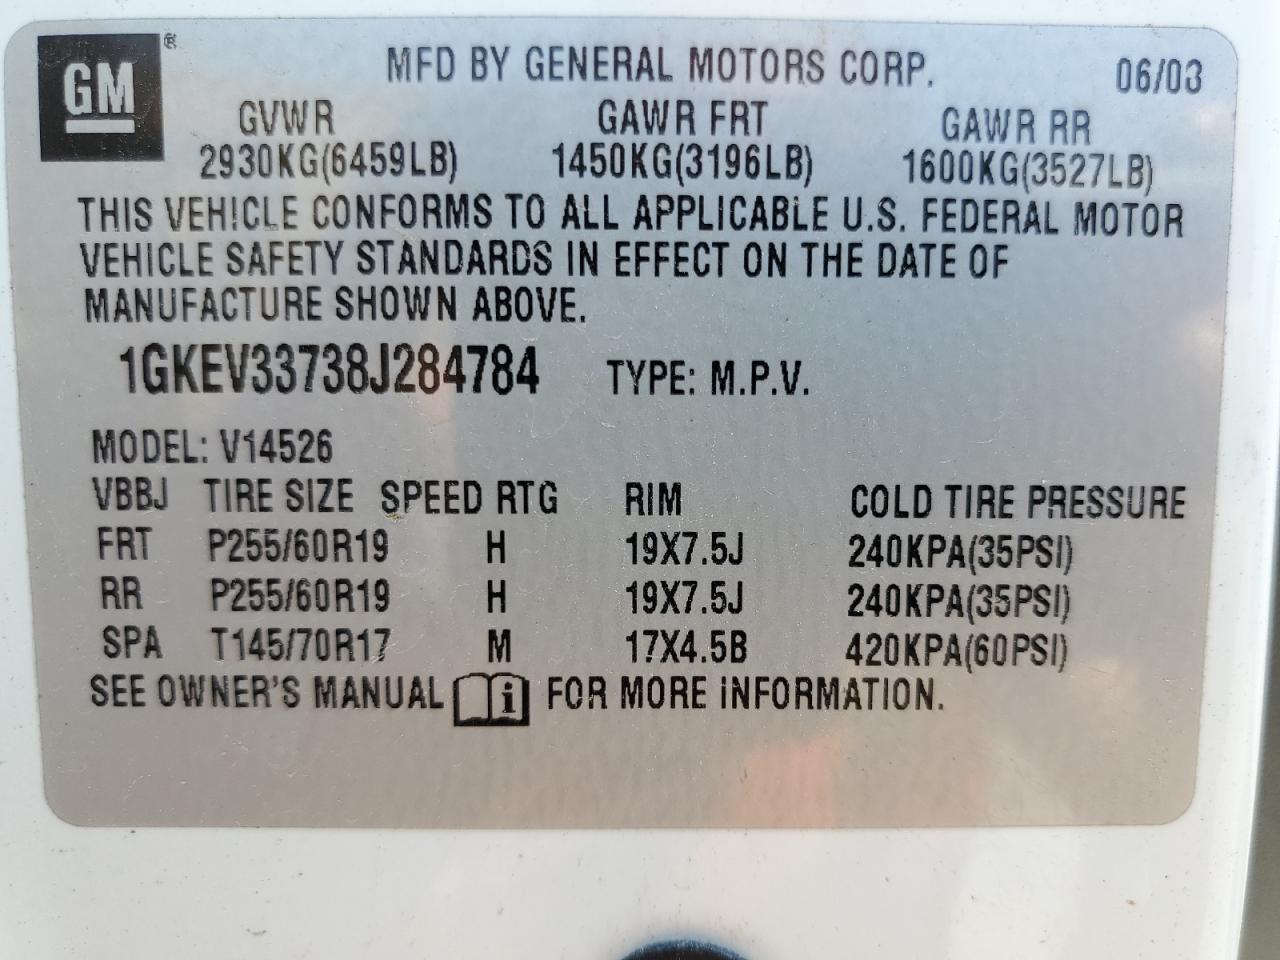 GM ®
MFD BY GENERAL MOTORS CORP. 06/03
GVWR GAWR FRT GAWR RR
2930KG(6459LB) 1450KG(3196LB) 1600KG(3527LB)
THIS VEHICLE CONFORMS TO ALL APPLICABLE U.S. FEDERAL MOTOR
VEHICLE SAFETY STANDARDS IN EFFECT ON THE DATE OF
MANUFACTURE SHOWN ABOVE.
1GKEV33738J284784 TYPE: M.P.V.
MODEL: V14526
VBBJ TIRE SIZE SPEED RTG RIM COLD TIRE PRESSURE
FRT P255/60R19 H 19X7.5J 240KPA(35PSI)
RR P255/60R19 H 19X7.5J 240KPA(35PSI)
SPA T145/70R17 M 17X4.5B 420KPA(60PSI)
SEE OWNER'S MANUAL i FOR MORE INFORMATION.